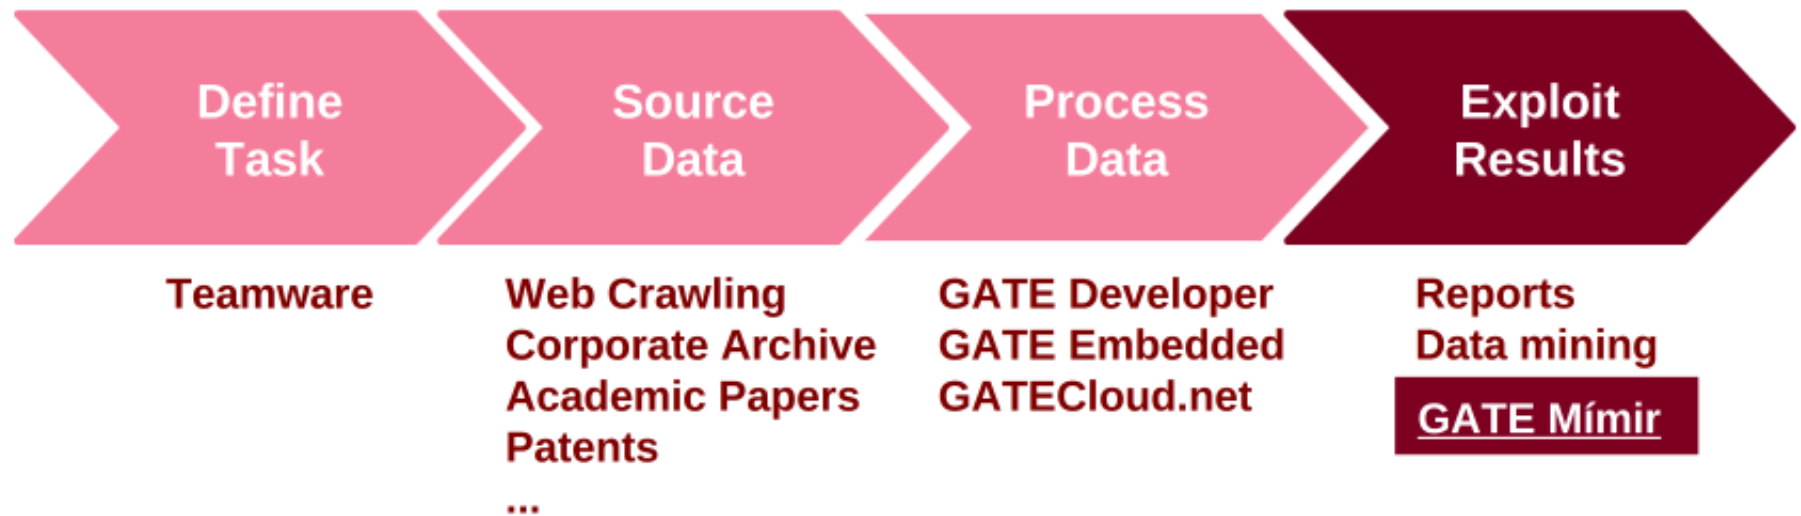 Define
Task
Source
Data
Process
Data
Exploit
Results
Teamware
Web Crawling
Corporate Archive
Academic Papers
Patents
...
GATE Developer
GATE Embedded
GATECloud.net
Reports
Data mining
GATE Mímir